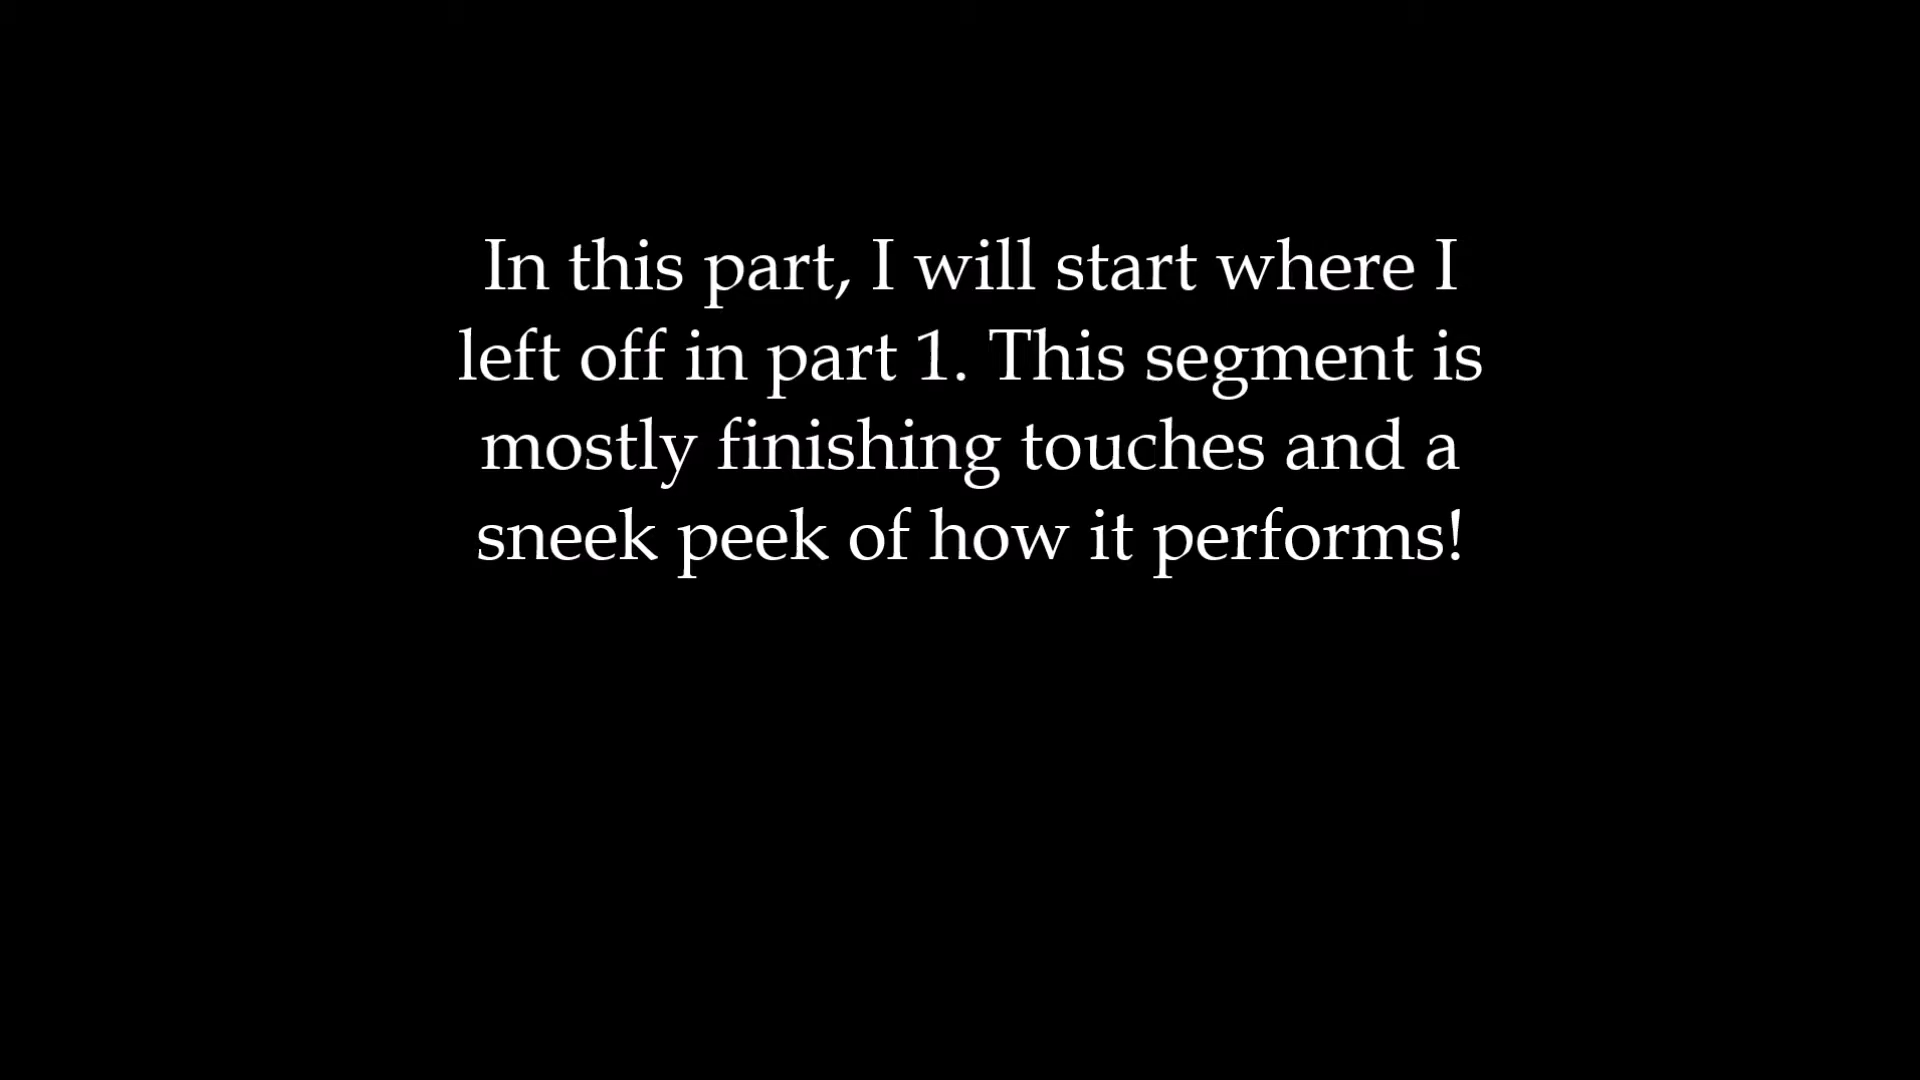 In this part, I will start where I
left off in part 1. This segment is
mostly finishing touches and a
sneek peek of how it performs!